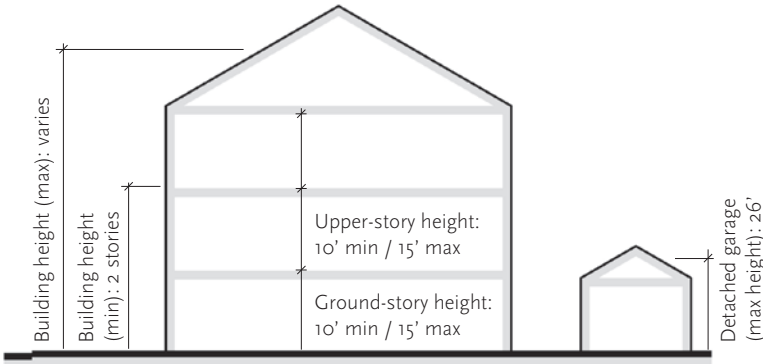 Building height (max): varies
Building height
(min): 2 stories
Upper-story height:
10’ min / 15’ max
Ground-story height:
10’ min / 15’ max
Detached garage
(max height): 26’